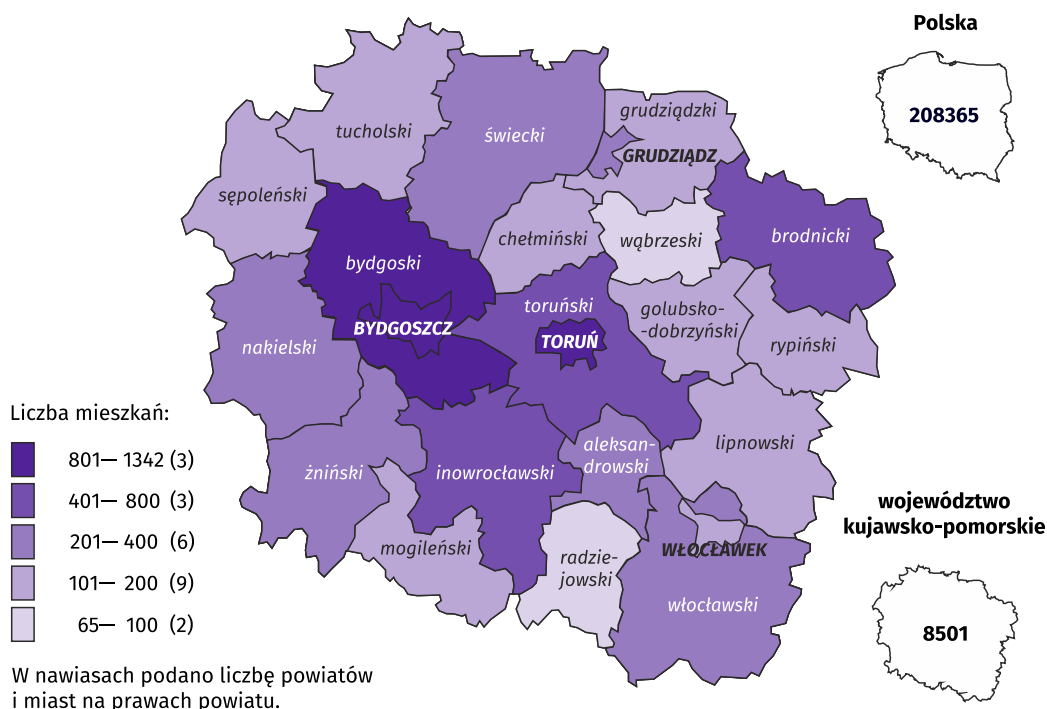 Polska
208365
tucholski
świecki
grudziądzki
GRUDZIĄDZ
sępoleński
chełmiński
wąbrzeski
brodnicki
bydgoski
toruński
golubsko-
-dobrzyński
BYDGOSZCZ
TORUŃ
nakielski
rypiński
Liczba mieszkań:
801— 1342 (3)
401— 800 (3)
201— 400 (6)
101— 200 (9)
65— 100 (2)
aleksan-
drowski
lipnowski
żniński
inowrocławski
mogileński
radzie-
jowski
WŁOCŁAWEK
włocławski
województwo
kujawsko-pomorskie
8501
W nawiasach podano liczbę powiatów
i miast na prawach powiatu.